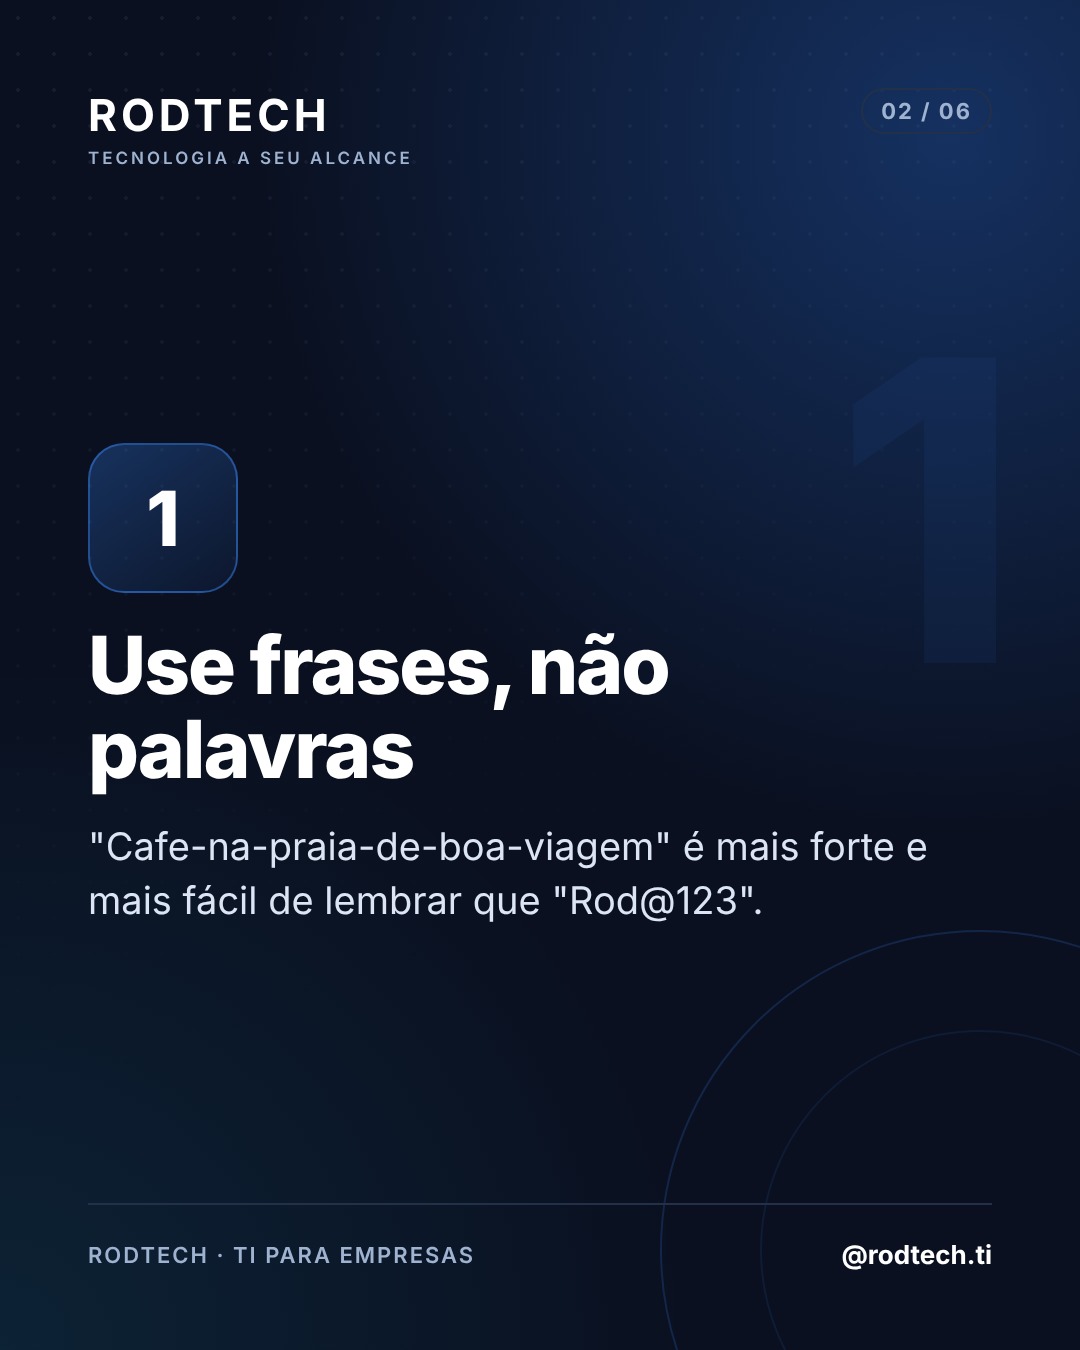 RODTECH
TECNOLOGIA A SEU ALCANCE
02 / 06
1
1
Use frases, não
palavras
"Cafe-na-praia-de-boa-viagem" é mais forte e
mais fácil de lembrar que "Rod@123".
RODTECH · TI PARA EMPRESAS
@rodtech.ti